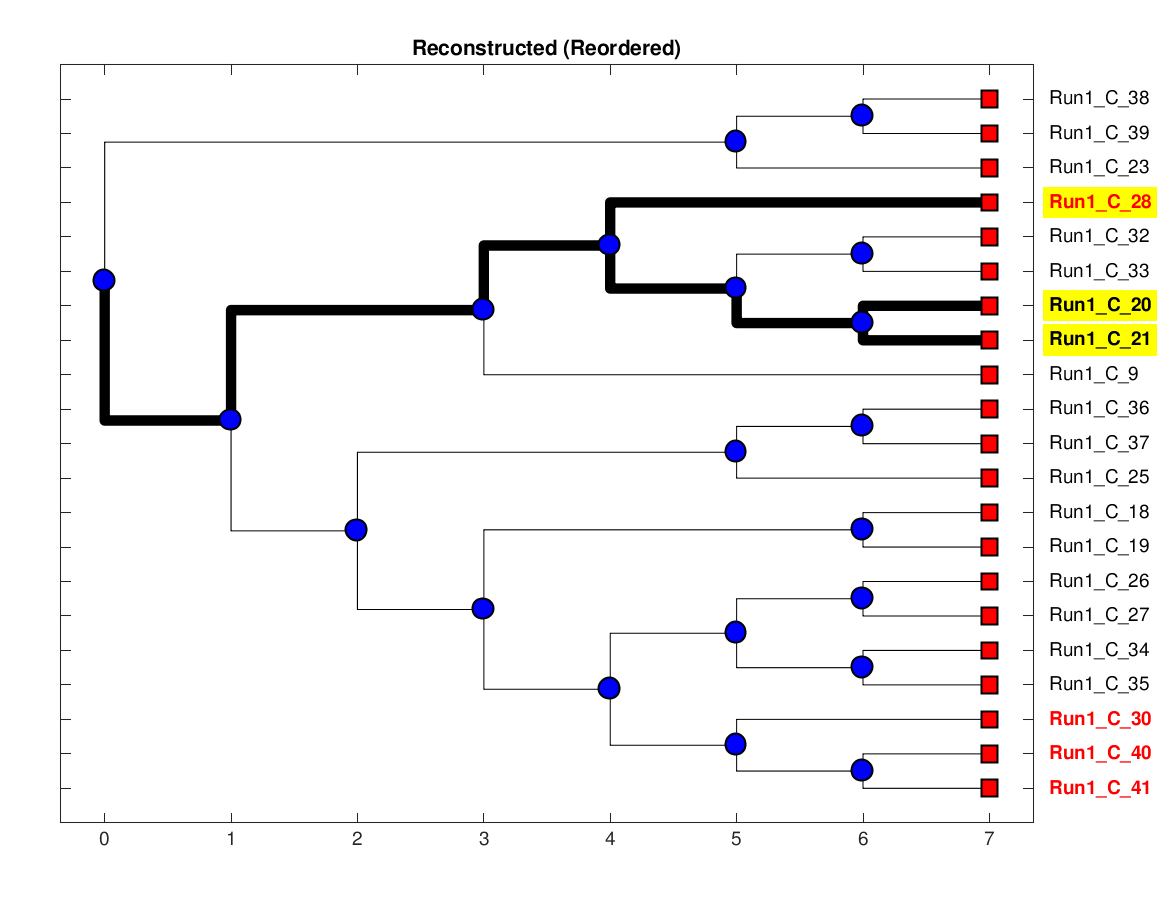 Reconstructed (Reordered)
Run1_C_38
Run1_C_39
Run1_C_23
Run1_C_28
Run1_C_32
Run1_C_33
Run1_C_20
Run1_C_21
Run1_C_9
Run1_C_36
Run1_C_37
Run1_C_25
Run1_C_18
Run1_C_19
Run1_C_26
Run1_C_27
Run1_C_34
Run1_C_35
Run1_C_30
Run1_C_40
Run1_C_41
0 1 2 3 4 5 6 7